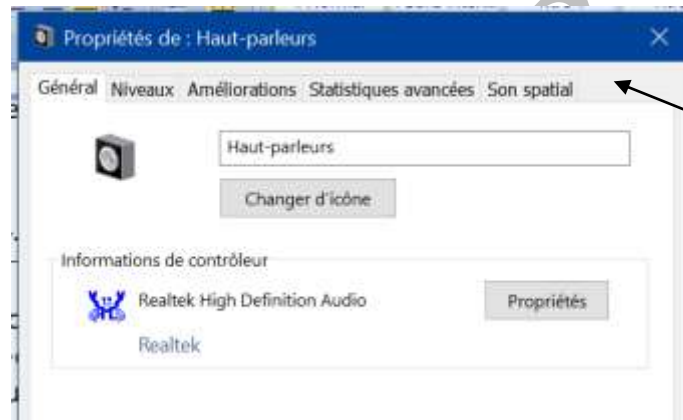 Propriétés de : Haut-parleurs
Général Niveaux Améliorations Statistiques avancées Son spatial
Haut-parleurs
Changer d'icône
Informations de contrôleur
Realtek High Definition Audio Propriétés
Realtek